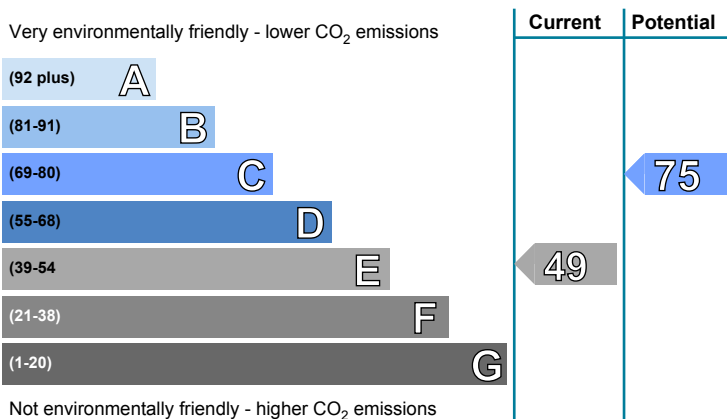 Current Potential
Very environmentally friendly - lower CO2 emissions
(92 plus) A
(81-91) B
(69-80) C 75
(55-68) D
(39-54 E 49
(21-38) F
(1-20) G
Not environmentally friendly - higher CO2 emissions